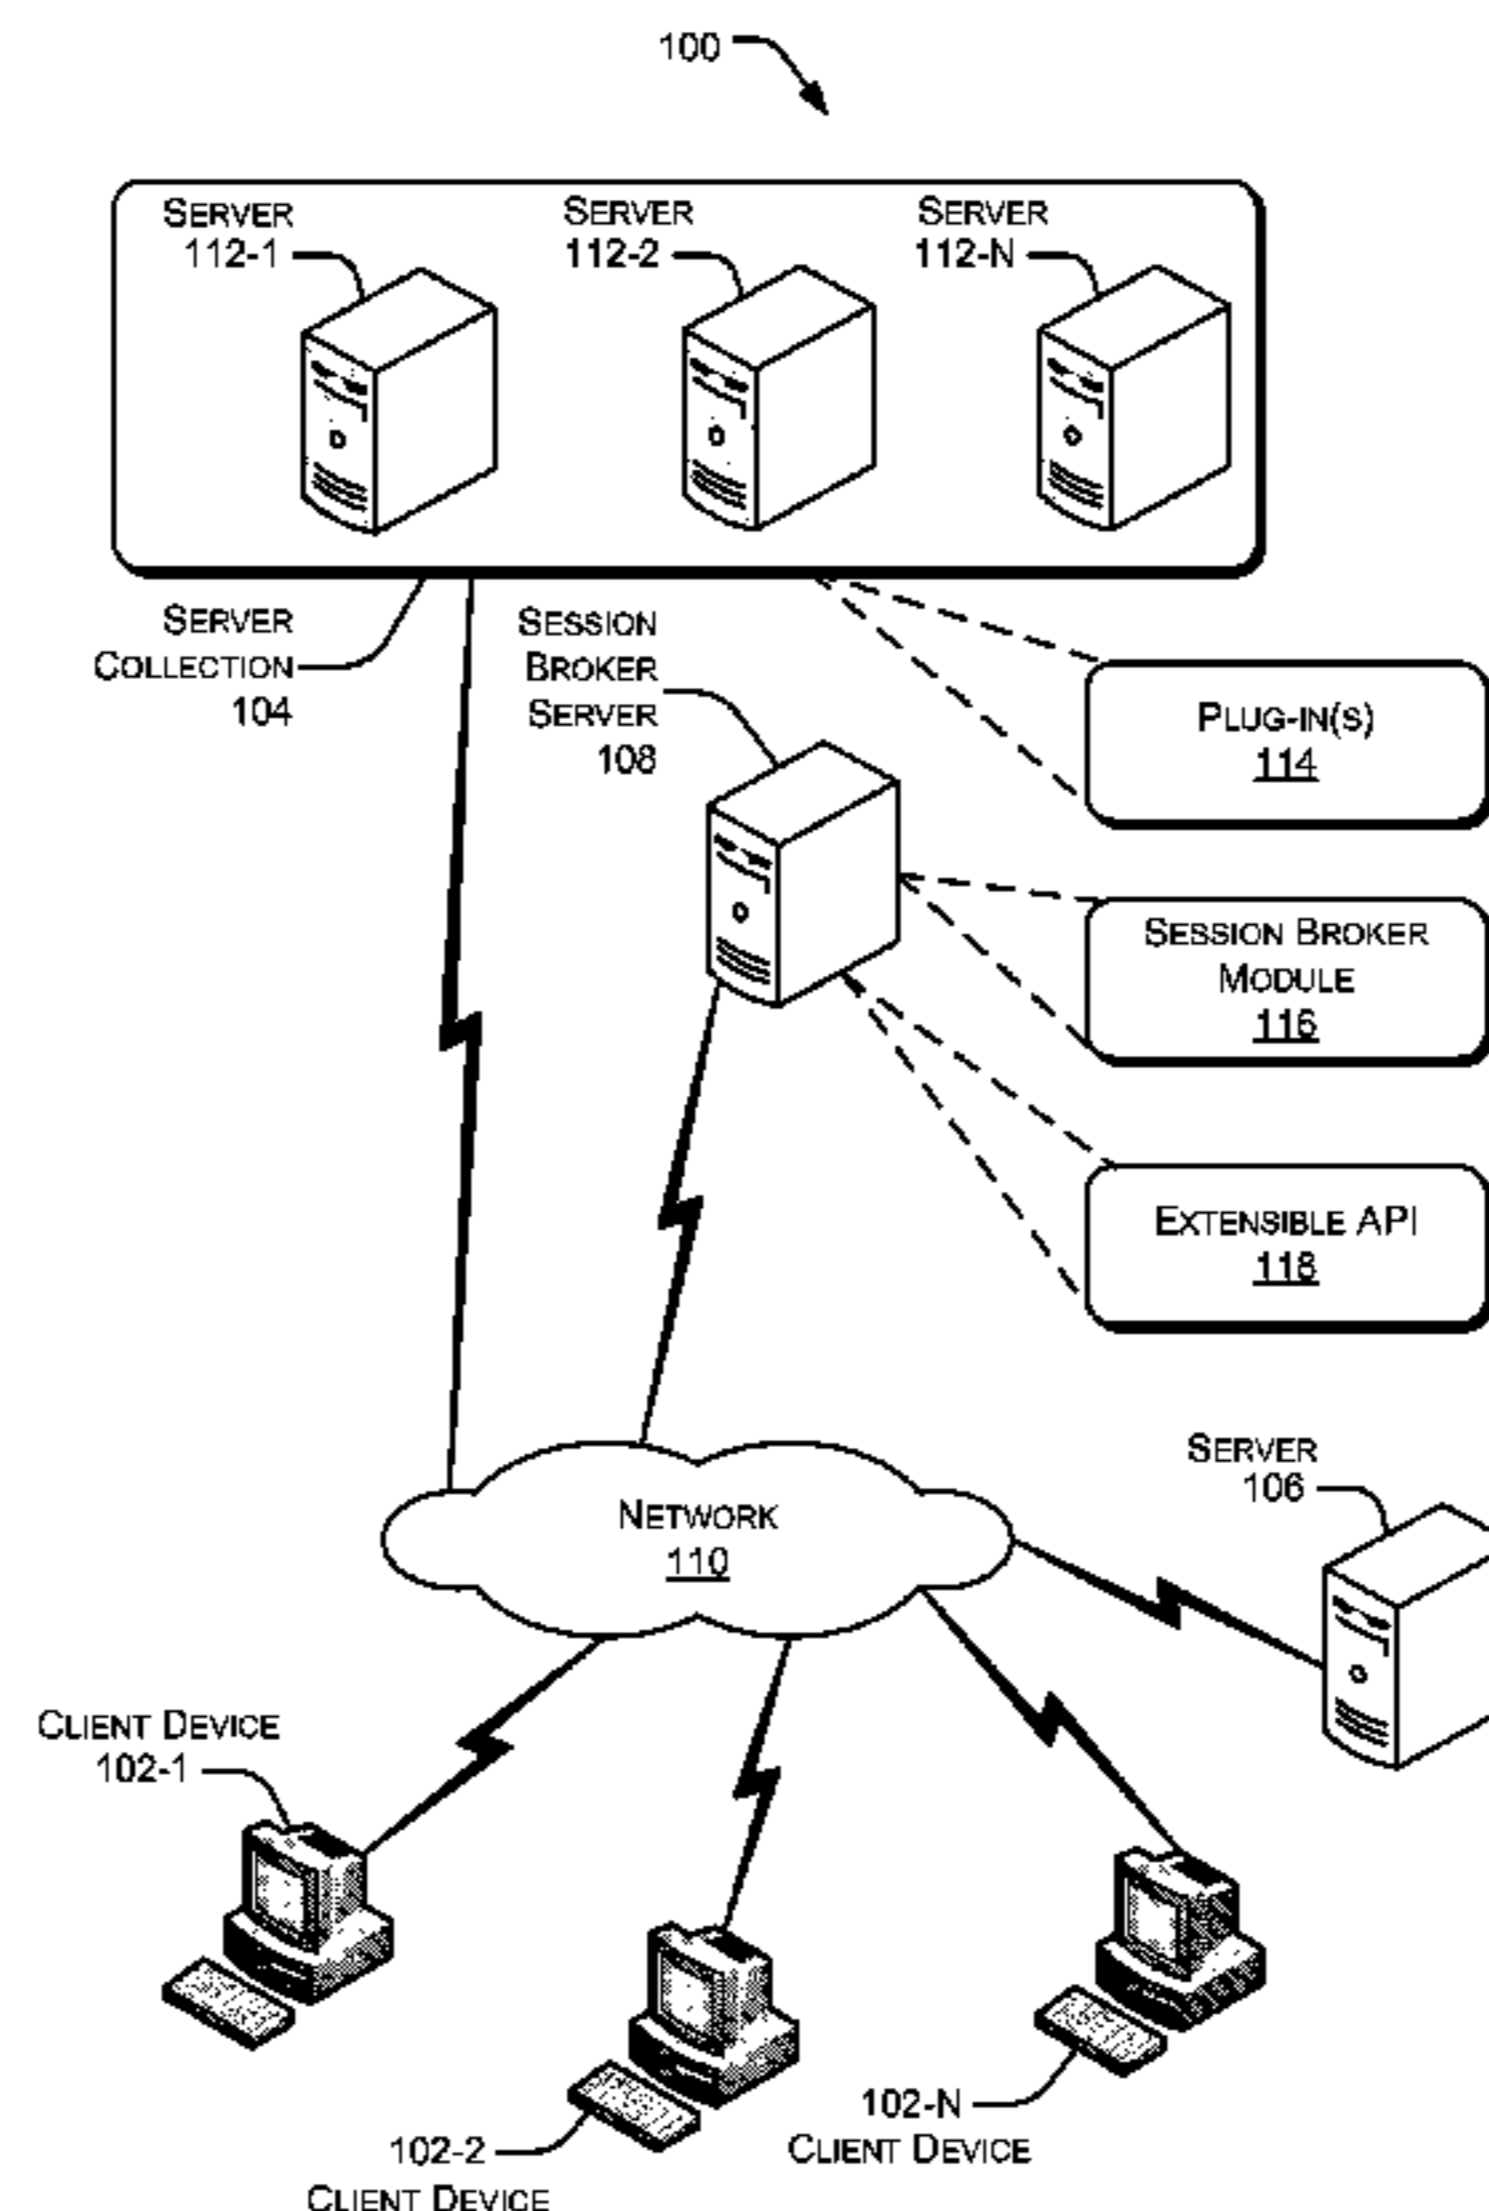 100
SERVER
112-1
SERVER
112-2
SERVER
112-N
SERVER
COLLECTION
104
SESSION
BROKER
SERVER
108
PLUG-IN(S)
114
SESSION BROKER
MODULE
116
EXTENSIBLE API
118
SERVER
106
NETWORK
110
CLIENT DEVICE
102-1
102-2
CLIENT DEVICE
102-N
CLIENT DEVICE